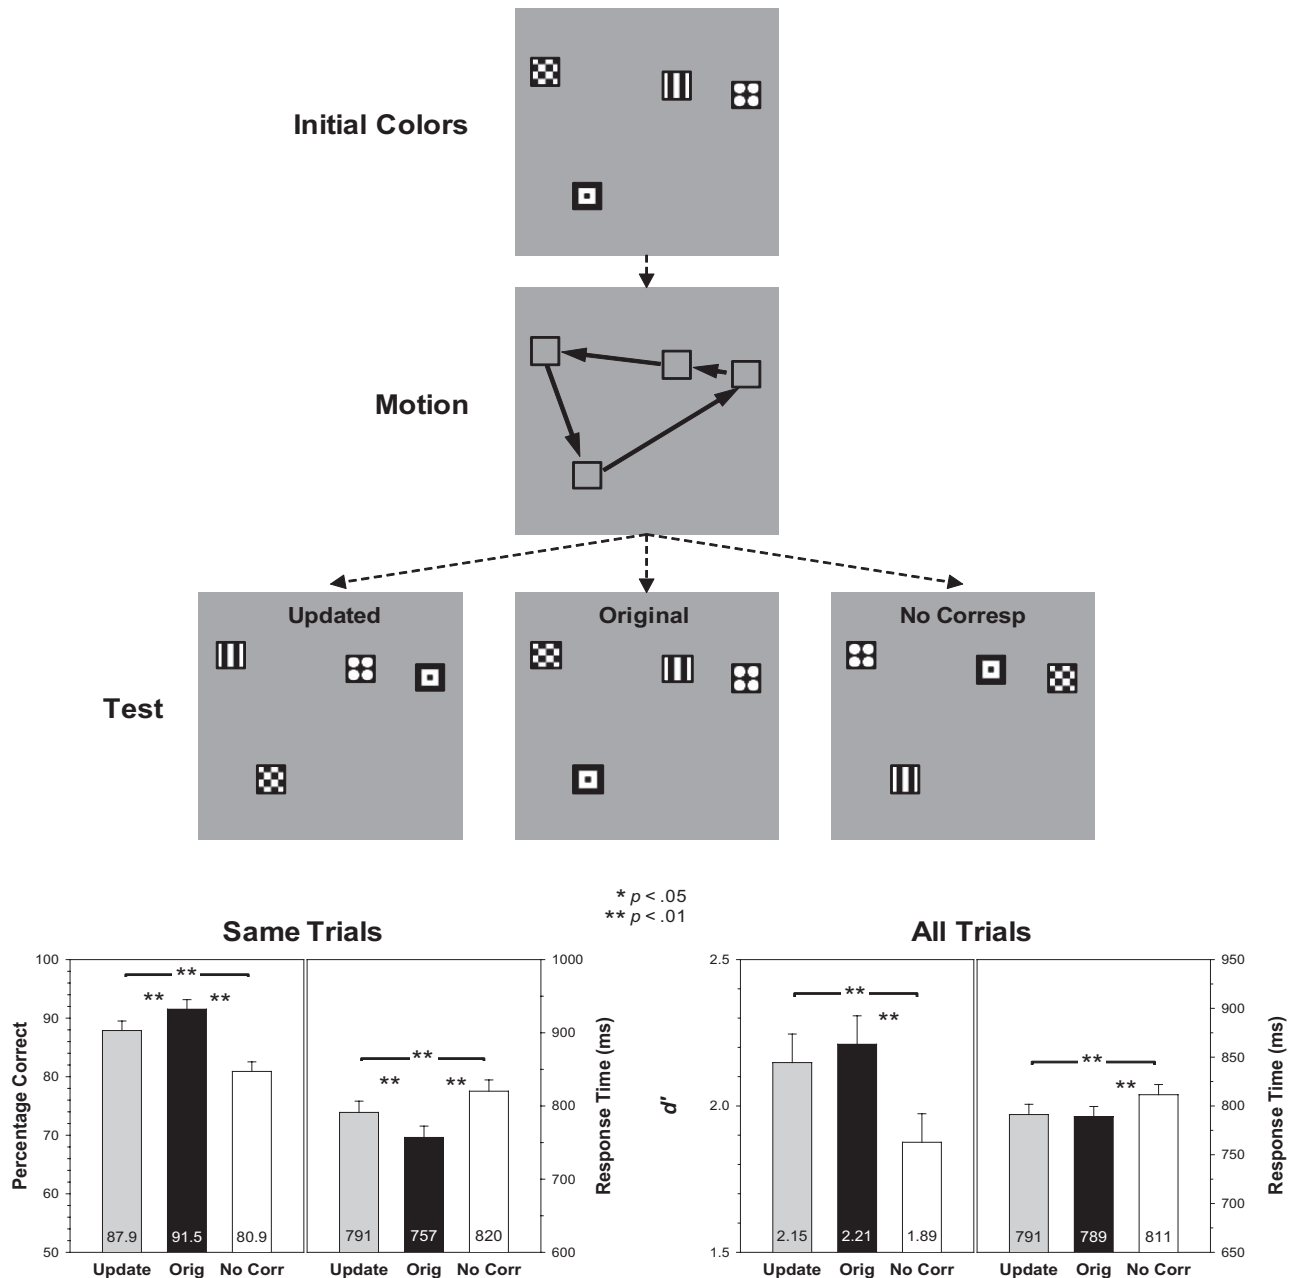 Initial Colors
Motion
Updated
Original
No Corresp
Test
* p < .05
** p < .01
Same Trials
All Trials
100
90
80
70
60
50
Percentage Correct
**
**
**
87.9
91.5
80.9
Update
Orig
No Corr
**
**
**
791
757
820
Update
Orig
No Corr
1000
900
800
700
600
Response Time (ms)
2.5
2.0
1.5
d'
**
**
2.15
2.21
1.89
Update
Orig
No Corr
**
**
791
789
811
Update
Orig
No Corr
950
900
850
800
750
700
650
Response Time (ms)